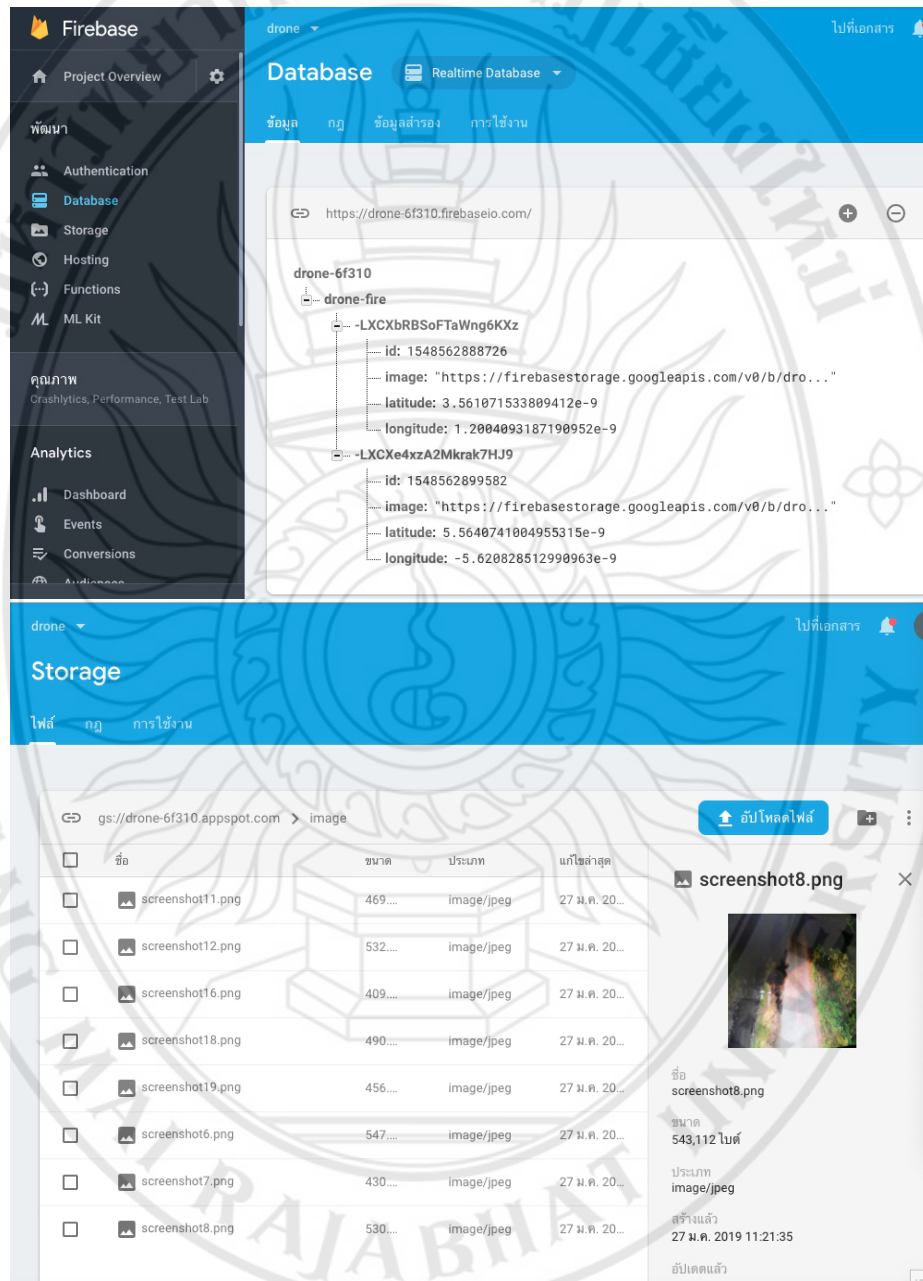 Firebase
Project Overview
พัฒนา
Authentication
Database
Storage
Hosting
Functions
ML Kit
คุณภาพ
Crashlytics, Performance, Test Lab
Analytics
Dashboard
Events
Conversions
Audiences
drone
ไปที่เอกสาร
Database
Realtime Database
ข้อมูล กฎ ข้อมูลสำรอง การใช้งาน
https://drone-6f310.firebaseio.com/
drone-6f310
drone-fire
-LXCXbRBSoFTaWng6KXz
id: 1548562888726
image: "https://firebasestorage.googleapis.com/v0/b/dro..."
latitude: 3.561071533809412e-9
longitude: 1.2004093187190952e-9
-LXCXe4xzA2Mkrak7HJ9
id: 1548562899582
image: "https://firebasestorage.googleapis.com/v0/b/dro..."
latitude: 5.5640741004955315e-9
longitude: -5.620828512990963e-9
drone
ไปที่เอกสาร
Storage
ไฟล์ กฎ การใช้งาน
gs://drone-6f310.appspot.com > image
อัปโหลดไฟล์
ชื่อ ขนาด ประเภท แก้ไขล่าสุด
screenshot11.png 469.... image/jpeg 27 ม.ค. 20...
screenshot12.png 532.... image/jpeg 27 ม.ค. 20...
screenshot16.png 409.... image/jpeg 27 ม.ค. 20...
screenshot18.png 490.... image/jpeg 27 ม.ค. 20...
screenshot19.png 456.... image/jpeg 27 ม.ค. 20...
screenshot6.png 547.... image/jpeg 27 ม.ค. 20...
screenshot7.png 430.... image/jpeg 27 ม.ค. 20...
screenshot8.png 530.... image/jpeg 27 ม.ค. 20...
screenshot8.png
ชื่อ
screenshot8.png
ขนาด
543,112 ไบต์
ประเภท
image/jpeg
สร้างแล้ว
27 ม.ค. 2019 11:21:35
อัปเดตแล้ว
RAJABHAT UNIVERSITY